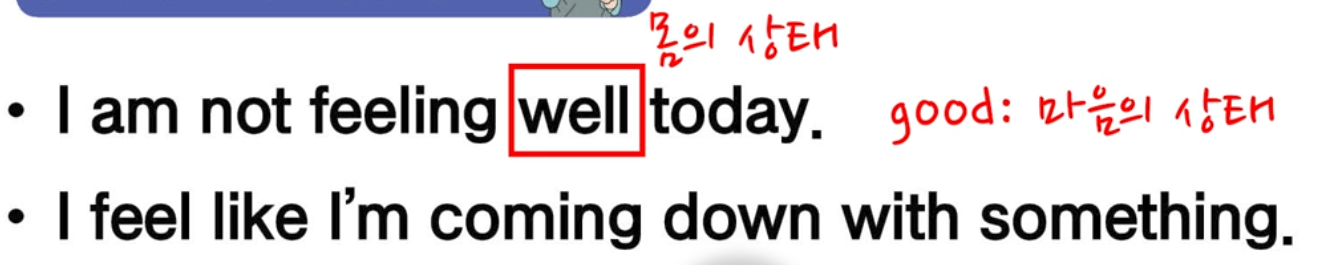 몸의 상태
• I am not feeling well today. good: 마음의 상태
• I feel like I'm coming down with something.